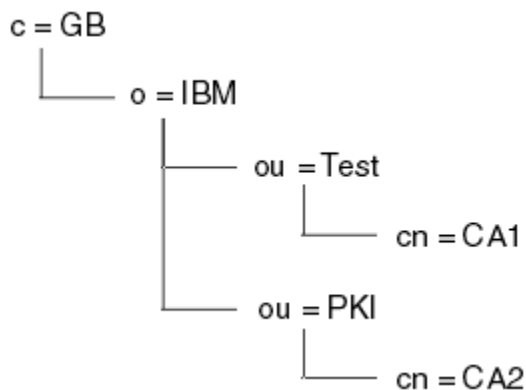 c = GB
o = IBM
ou = Test
cn = CA1
ou = PKI
cn = CA2